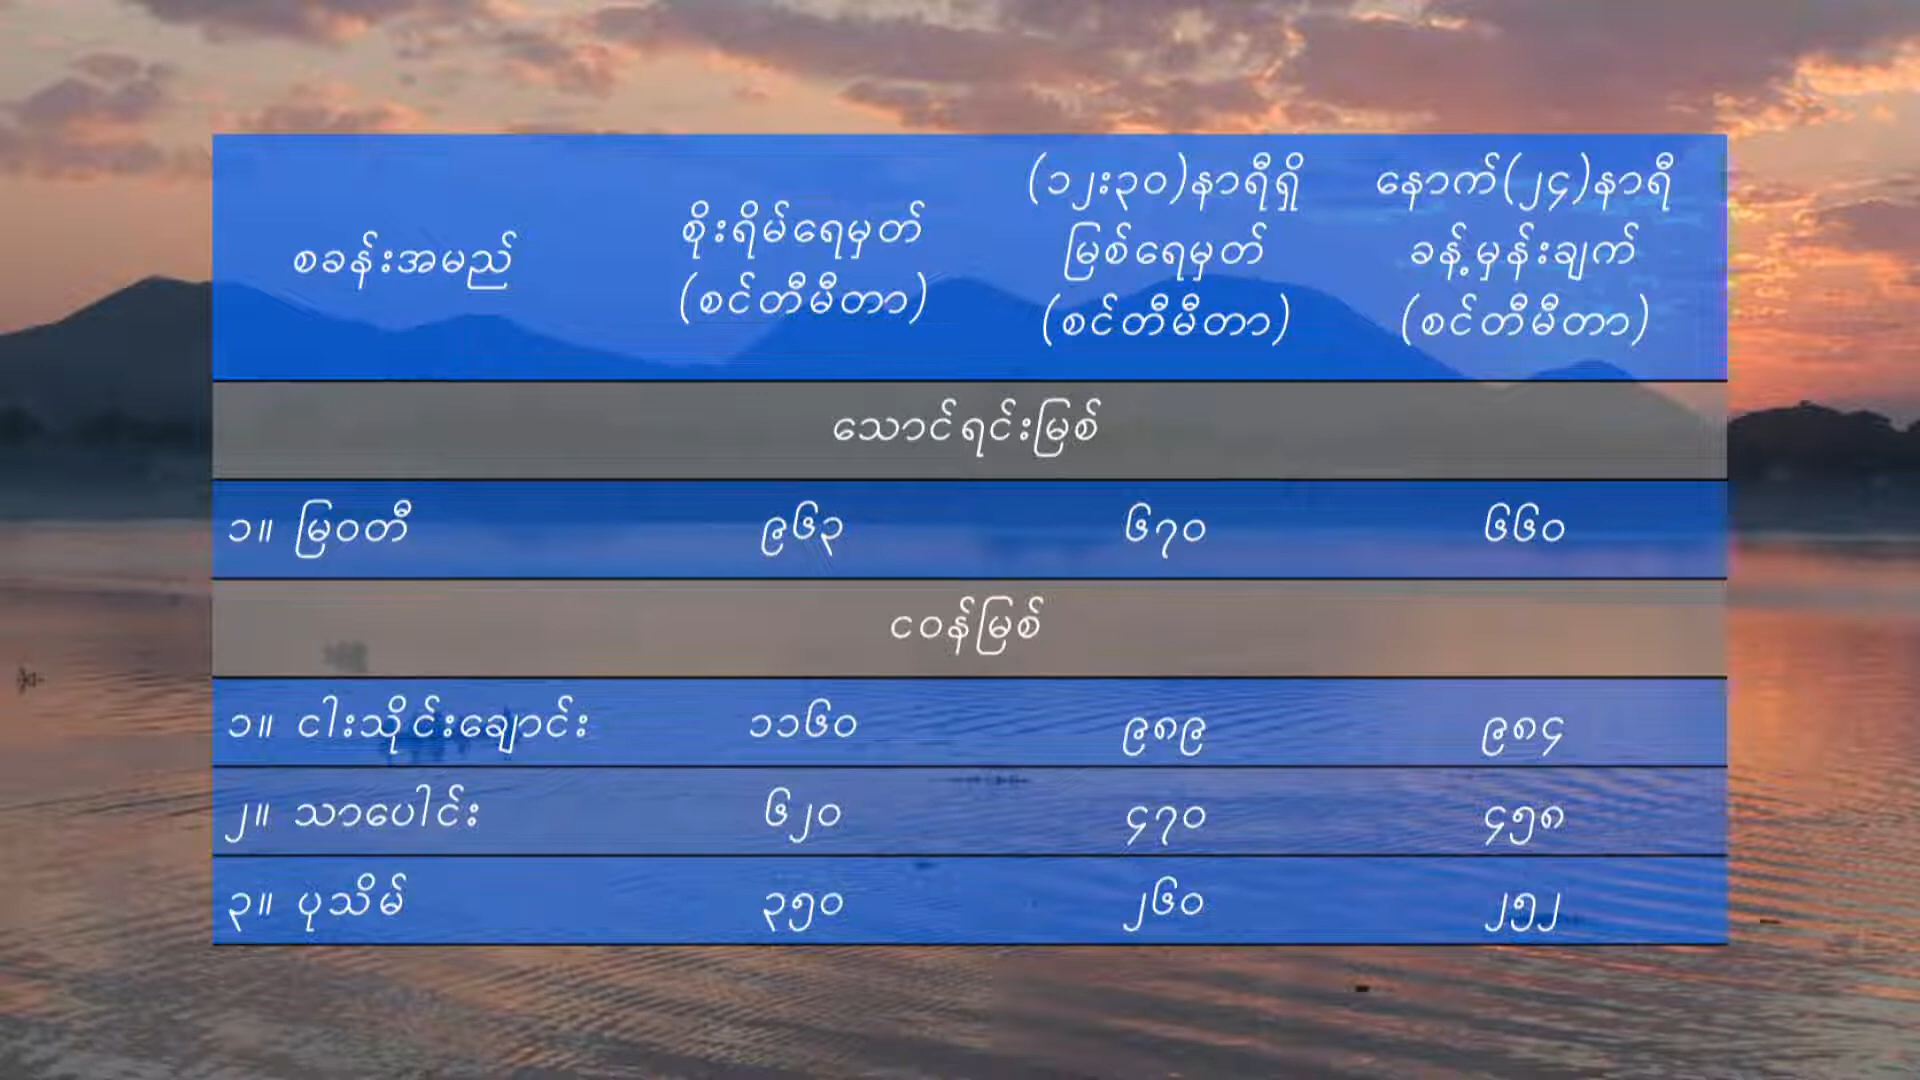 စခန်းအမည်
စိုးရိမ်ရေမှတ်
(စင်တီမီတာ)
(၁၂း၃၀)နာရီရှိ
မြစ်ရေမှတ်
(စင်တီမီတာ)
နောက်(၂၄)နာရီ
ခန့်မှန်းချက်
(စင်တီမီတာ)
သောင်ရင်းမြစ်
၁။ မြဝတီ ၉၆၃ ၆၇၀ ၆၆၀
ငဝန်မြစ်
၁။ ငါးသိုင်းချောင်း ၁၁၆၀ ၉၈၉ ၉၈၄
၂။ သာပေါင်း ၆၂၀ ၄၇၀ ၄၅၈
၃။ ပုသိမ် ၃၅၀ ၂၆၀ ၂၅၂